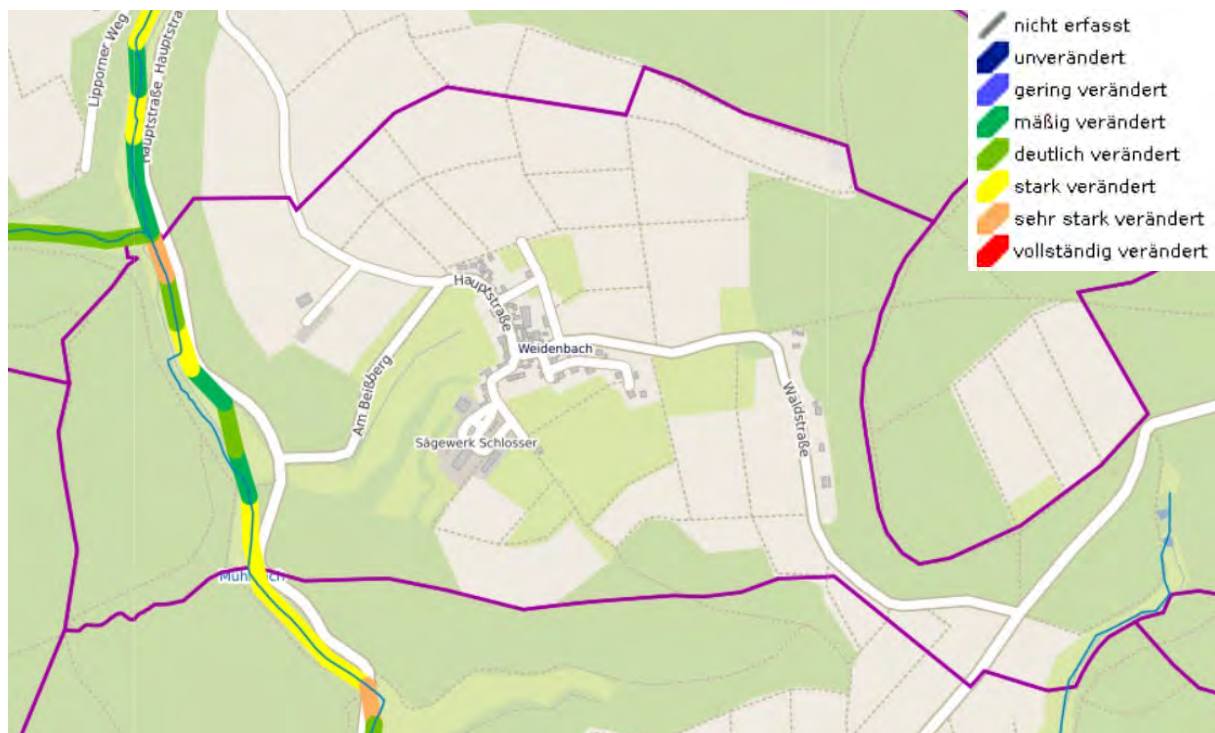 nicht erfasst
unverändert
gering verändert
mäßig verändert
deutlich verändert
stark verändert
sehr stark verändert
vollständig verändert
Lipporner Weg
Hauptstraße
Hauptstra
Hauptstraße
Weidenbach
Am Beißberg
Waldstraße
Sägewerk Schlosser